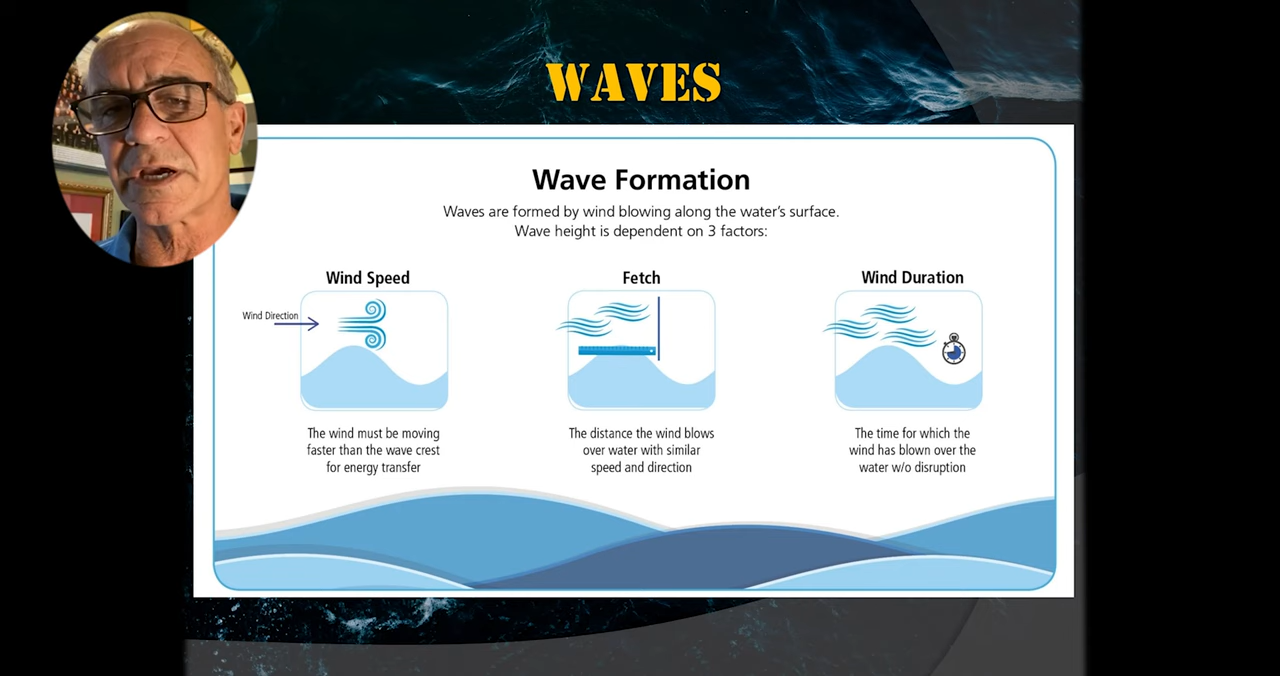 WAVES
Wave Formation
Waves are formed by wind blowing along the water's surface.
Wave height is dependent on 3 factors:
Wind Speed
Wind Direction
The wind must be moving
faster than the wave crest
for energy transfer
Fetch
The distance the wind blows
over water with similar
speed and direction
Wind Duration
The time for which the
wind has blown over the
water w/o disruption